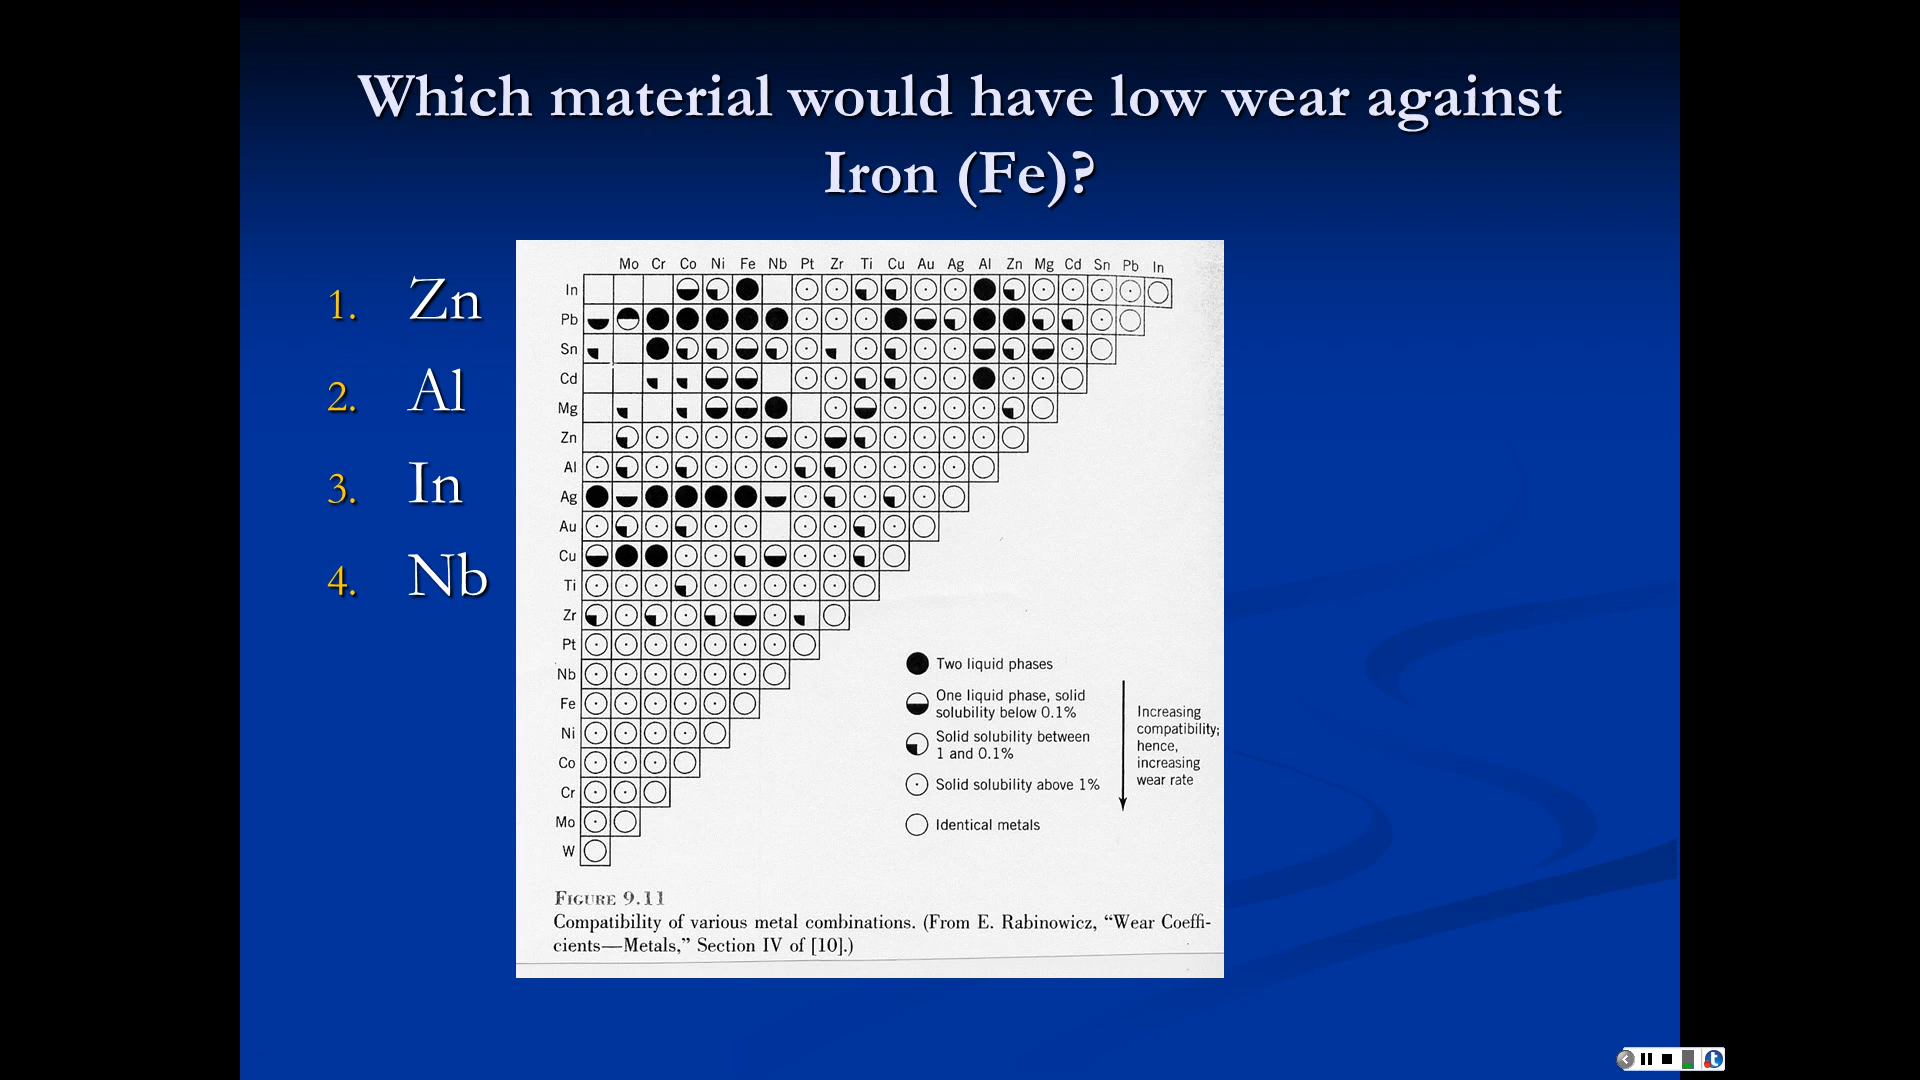 Which material would have low wear against
Iron (Fe)?
1. Zn
2. Al
3. In
4. Nb
Mo Cr Co Ni Fe Nb Pt Zr Ti Cu Au Ag Al Zn Mg Cd Sn Pb In
In
Pb
Sn
Cd
Mg
Zn
Al
Ag
Au
Cu
Ti
Zr
Pt
Nb
Fe
Ni
Co
Cr
Mo
W
Two liquid phases
One liquid phase, solid
solubility below 0.1%
Solid solubility between
1 and 0.1%
Solid solubility above 1%
Identical metals
Increasing
compatibility;
hence,
increasing
wear rate
FIGURE 9.11
Compatibility of various metal combinations. (From E. Rabinowicz, “Wear Coeffi-
cients—Metals,” Section IV of [10].)
t